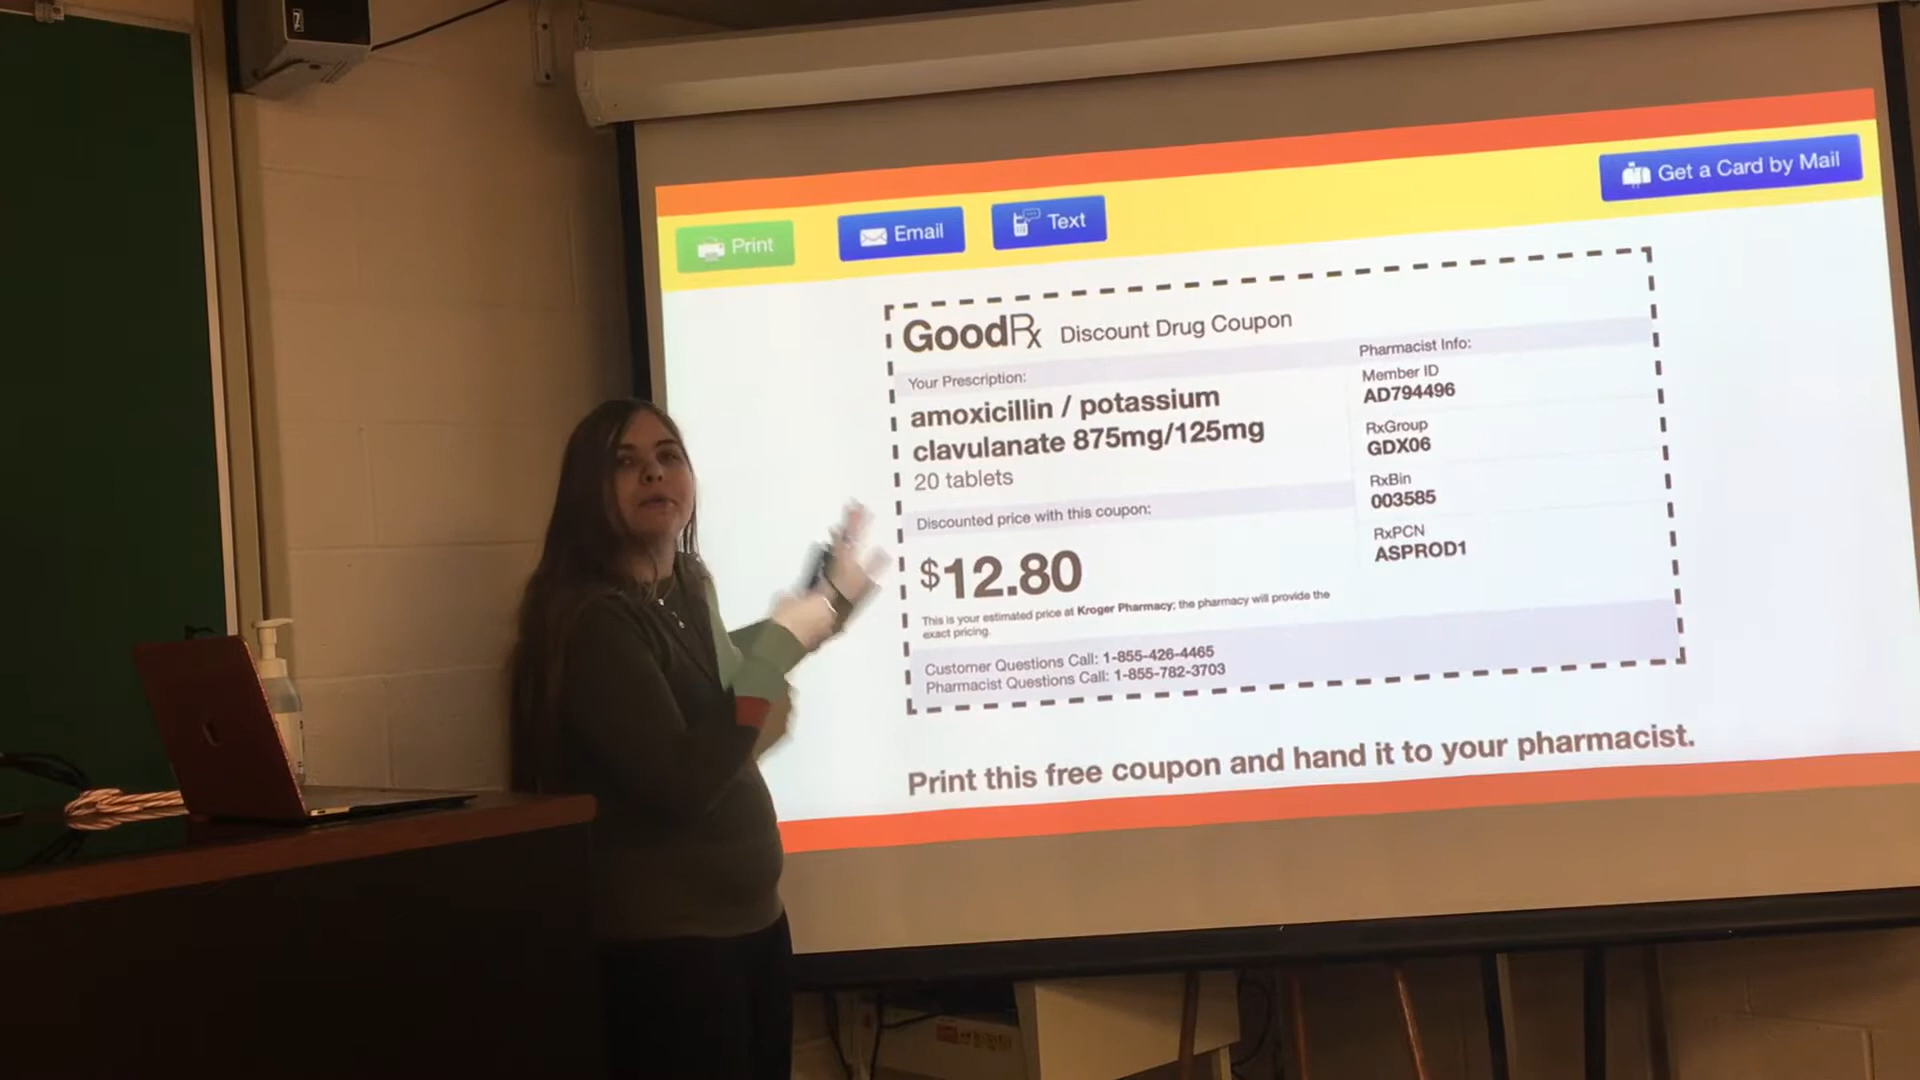 Print
Email
Text
Get a Card by Mail
GoodRx Discount Drug Coupon
Your Prescription:
amoxicillin / potassium
clavulanate 875mg/125mg
20 tablets
Discounted price with this coupon:
$12.80
This is your estimated price at Kroger Pharmacy; the pharmacy will provide the
exact pricing.
Customer Questions Call: 1-855-426-4465
Pharmacist Questions Call: 1-855-782-3703
Pharmacist Info:
Member ID
AD794496
RxGroup
GDX06
RxBin
003585
RxPCN
ASPROD1
Print this free coupon and hand it to your pharmacist.